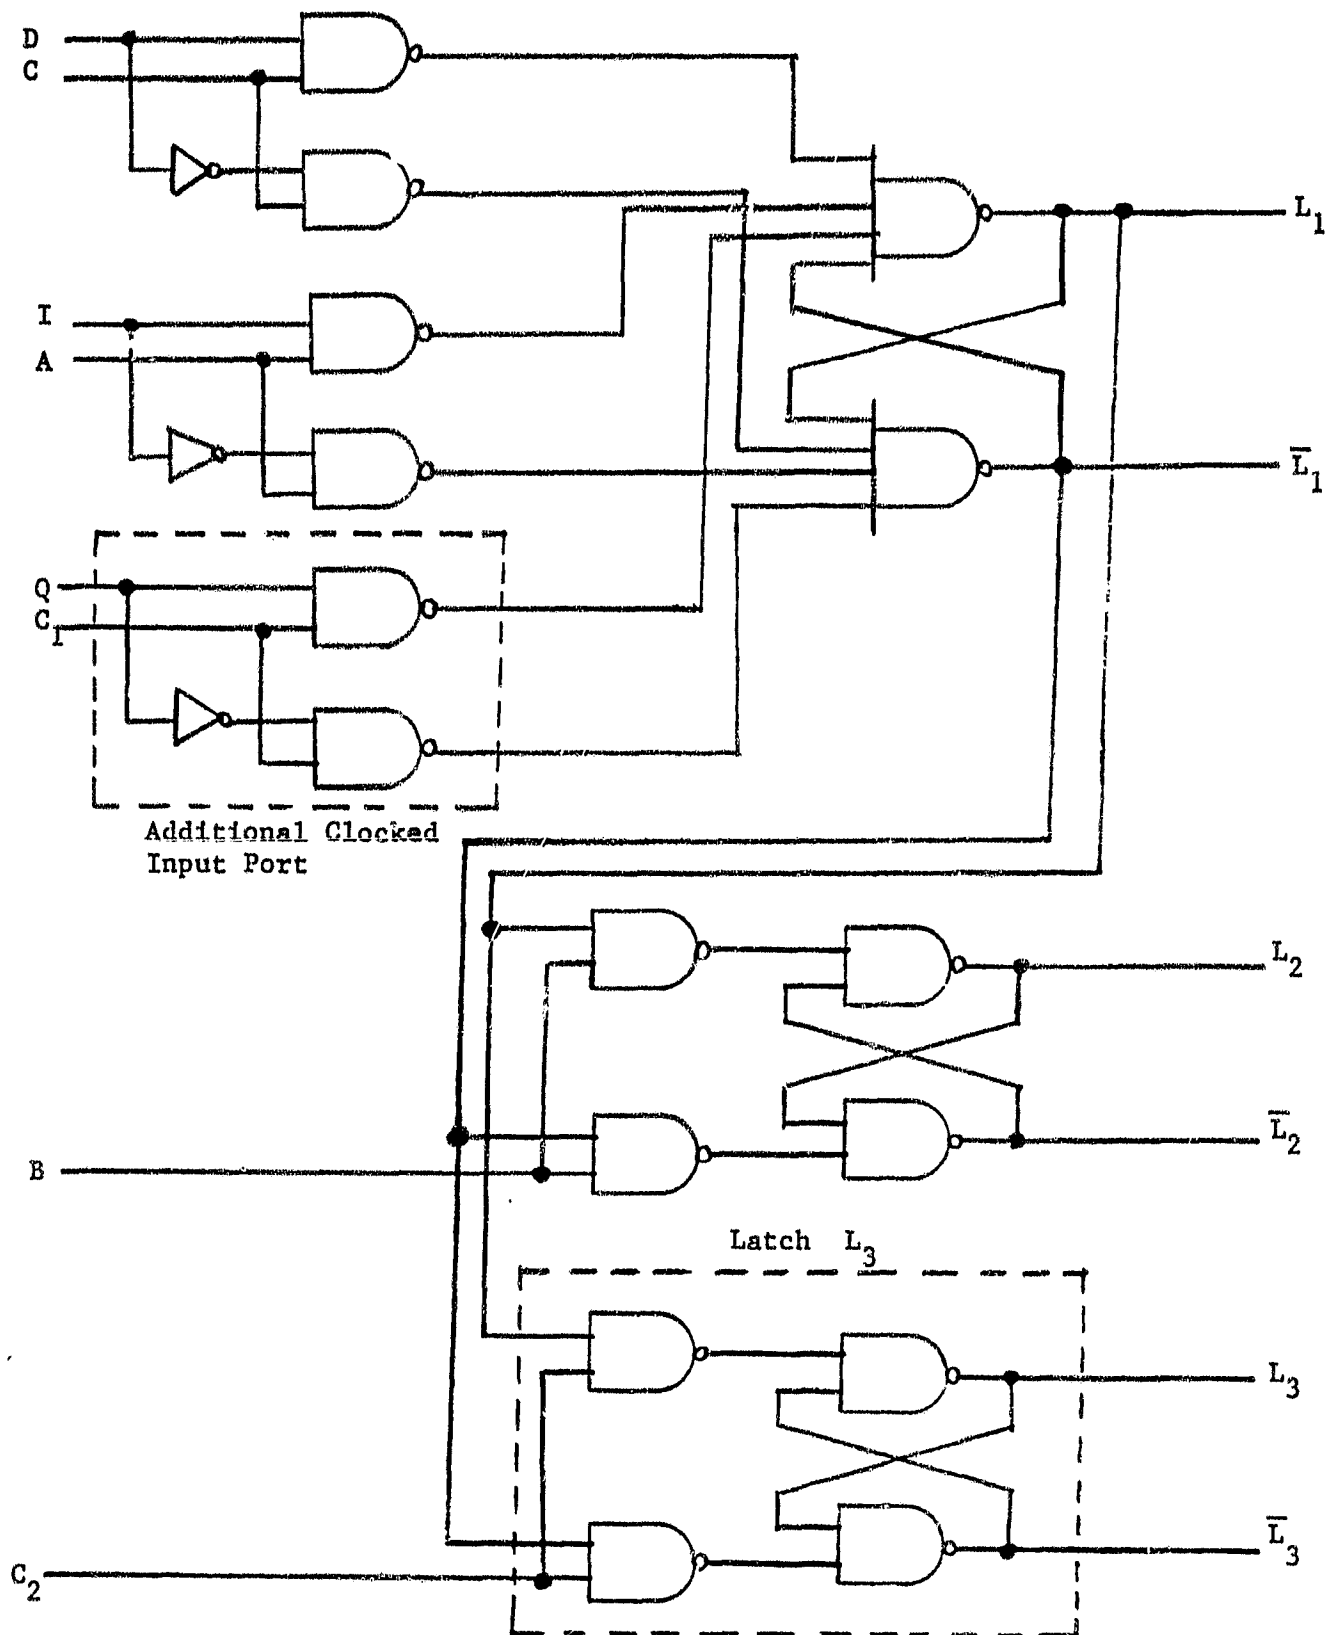 D
C
L₁
I
A
L̅₁
Q
C₁
Additional Clocked
Input Port
L₂
L̅₂
B
Latch L₃
L₃
L̅₃
C₂